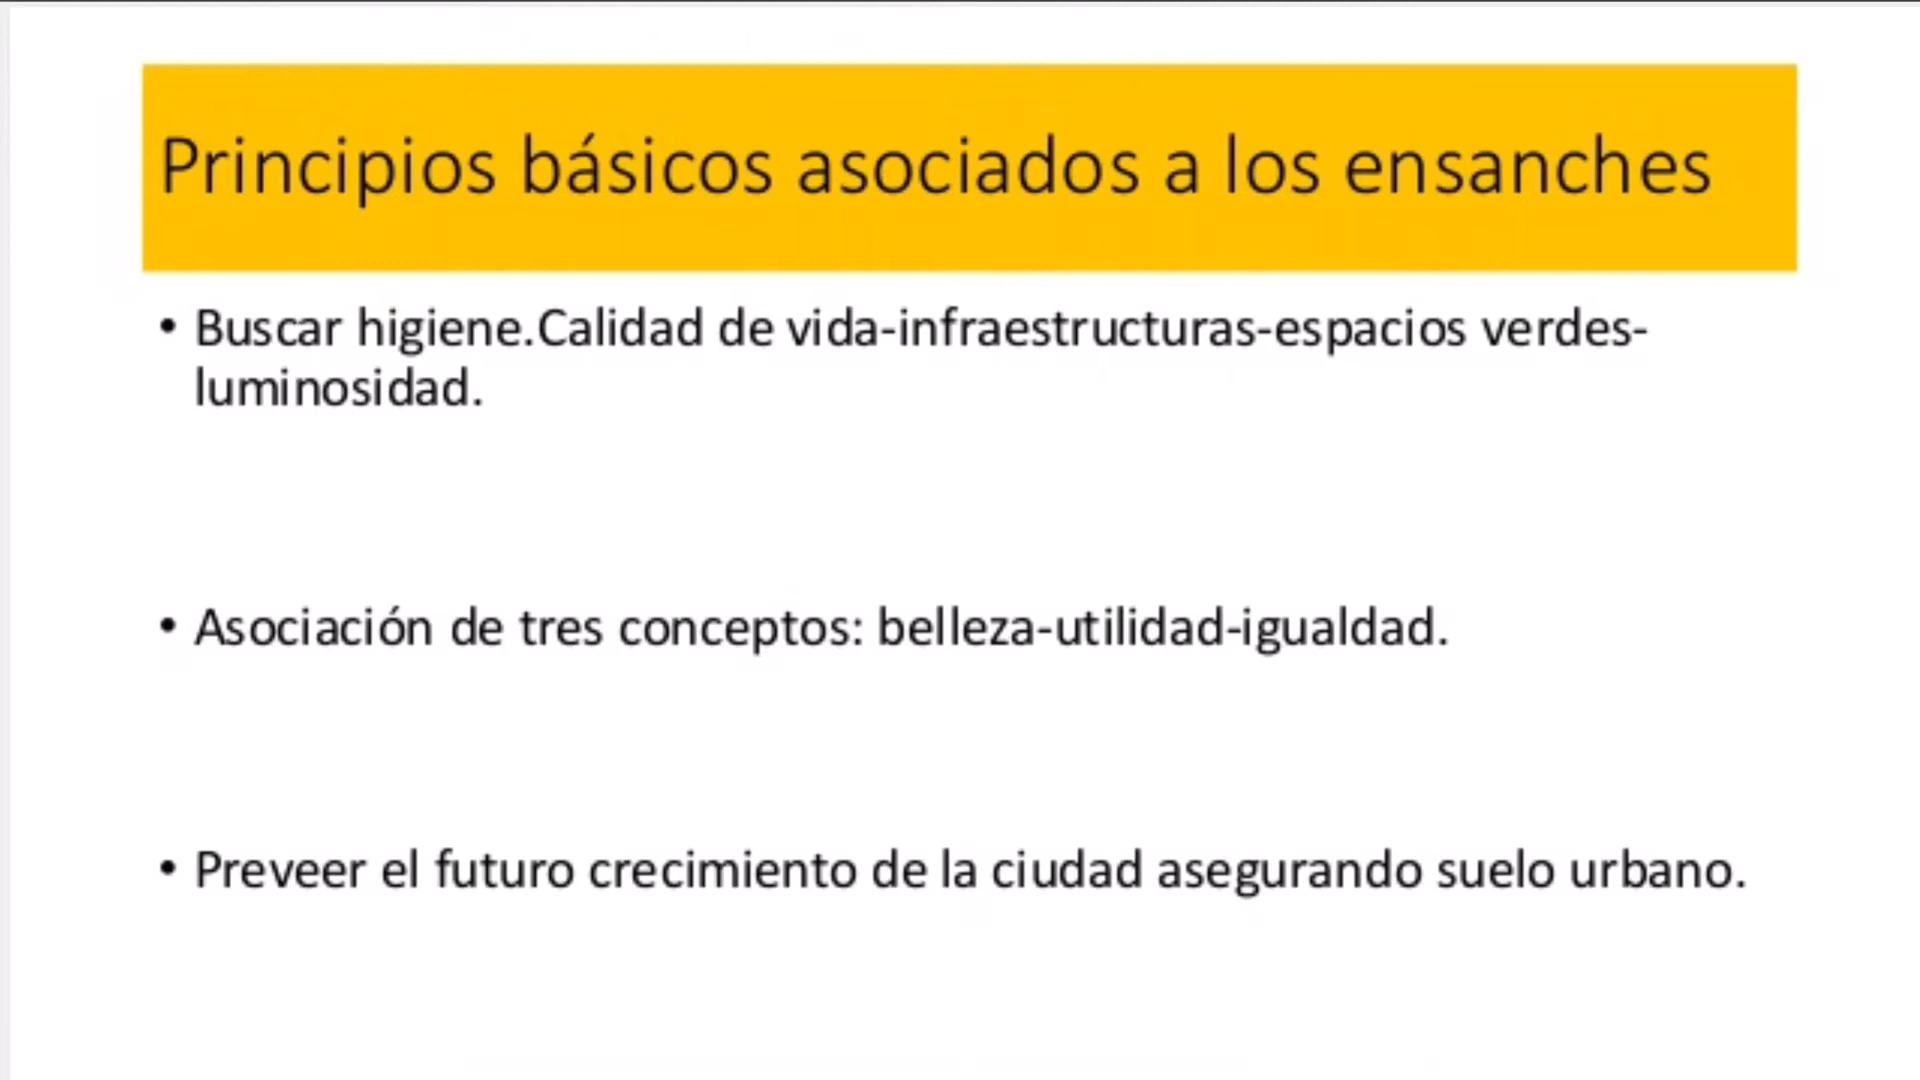 Principios básicos asociados a los ensanches
• Buscar higiene.Calidad de vida-infraestructuras-espacios verdes-
luminosidad.
• Asociación de tres conceptos: belleza-utilidad-igualdad.
• Preveer el futuro crecimiento de la ciudad asegurando suelo urbano.